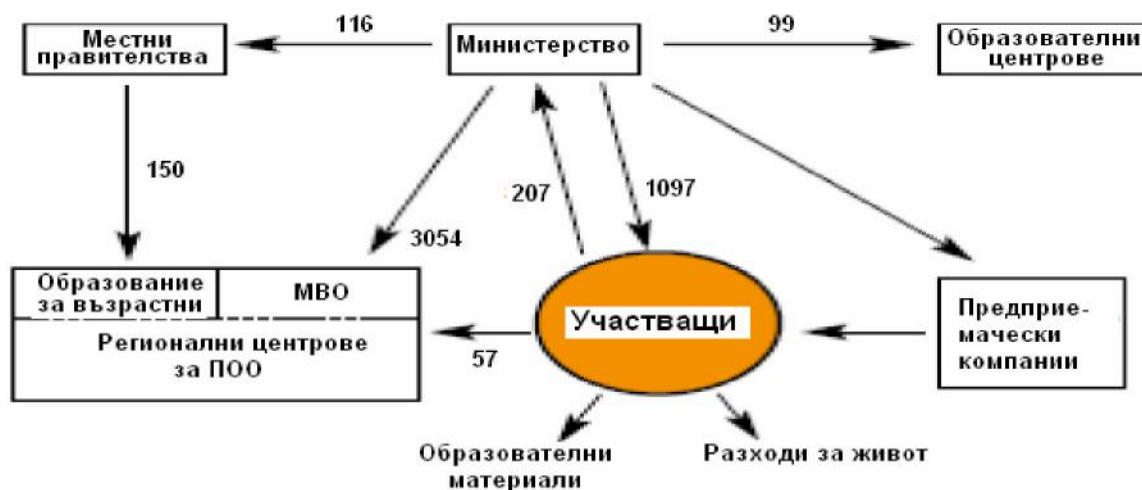 116
99
Местни
правителства
Министерство
Образователни
центрове
150
207
1097
3054
Образование
за възрастни
МВО
Регионални центрове
за ПОО
57
Участващи
Предприе-
мачески
компании
Образователни
материали
Разходи за живот